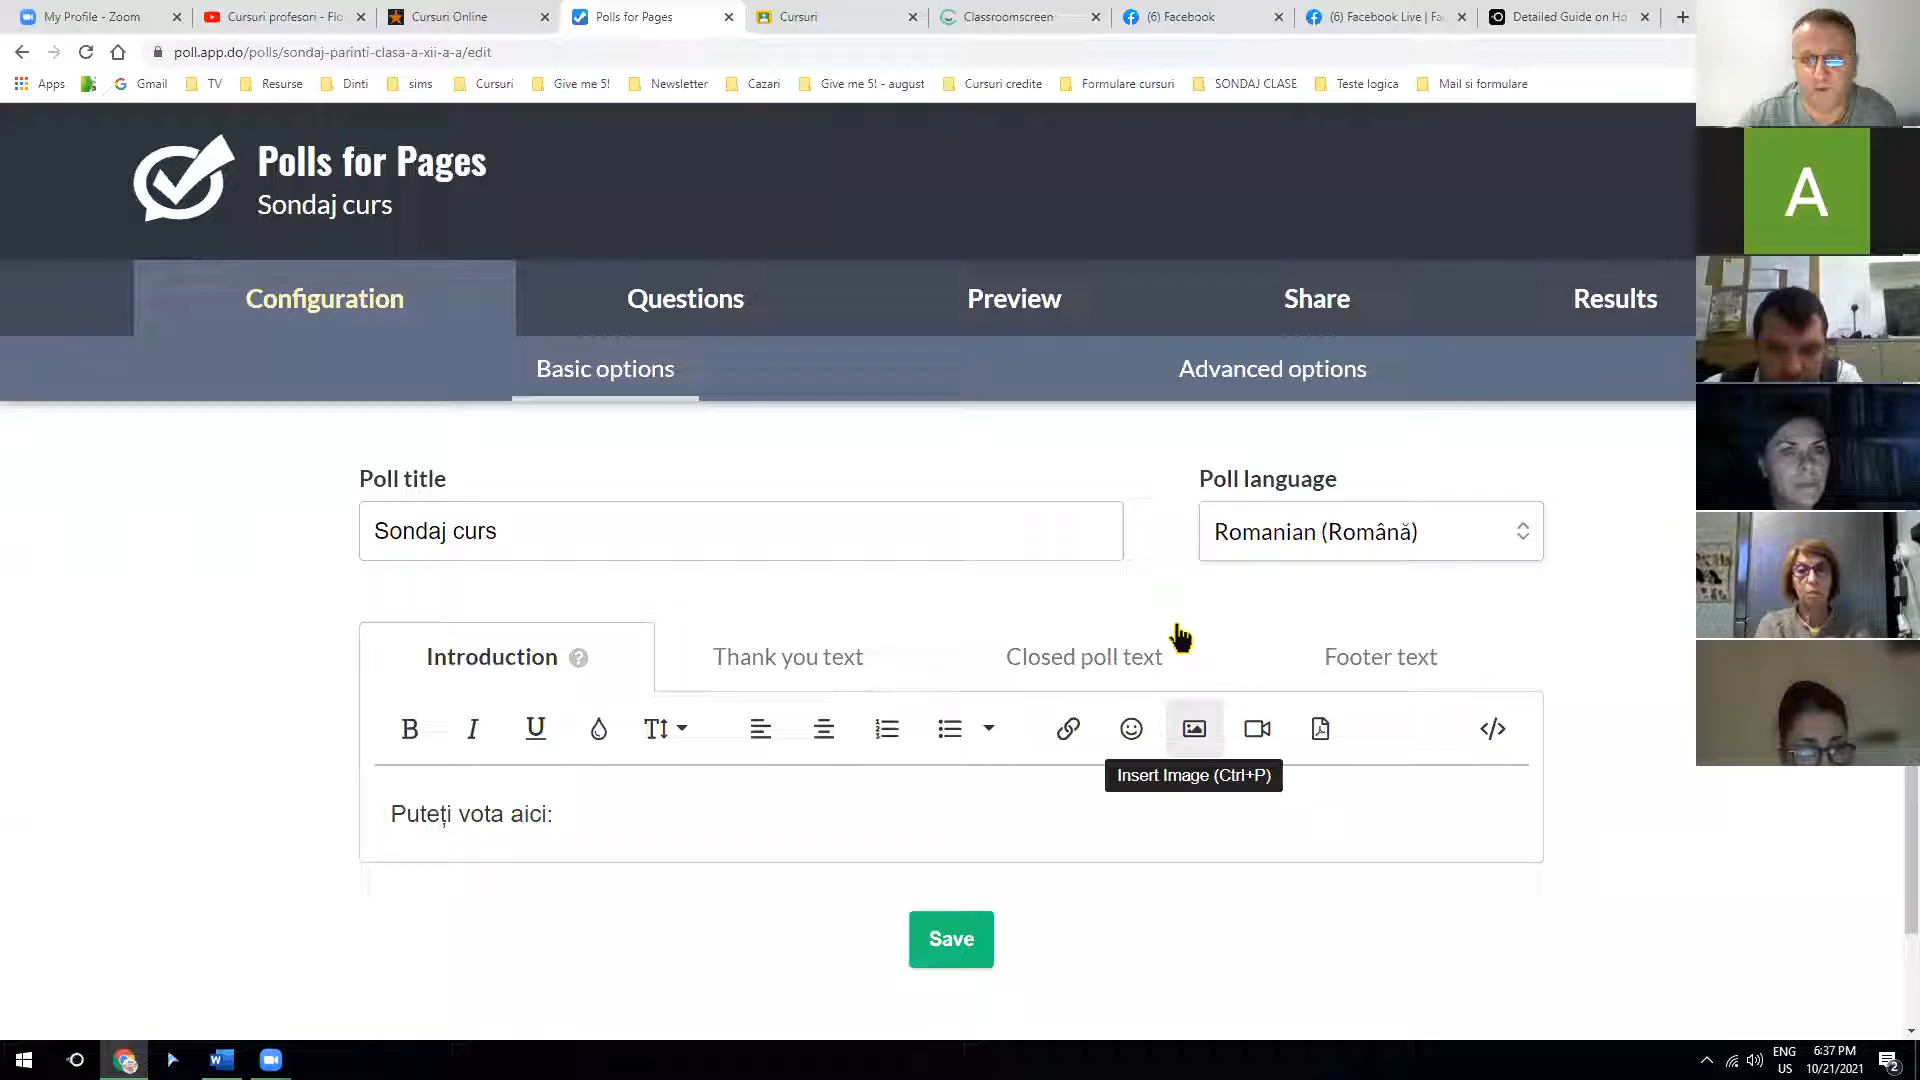 My Profile - Zoom
Cursuri profesori - Flo
Cursuri Online
Polls for Pages
Cursuri
Classroomscreen
(6) Facebook
(6) Facebook Live | Fa
Detailed Guide on Ho
poll.app.do/polls/sondaj-parinti-clasa-a-xii-a-a/edit
Apps
Gmail
TV
Resurse
Dinti
sims
Cursuri
Give me 5!
Newsletter
Cazari
Give me 5! - august
Cursuri credite
Formulare cursuri
SONDAJ CLASE
Teste logica
Mail si formulare
Polls for Pages
Sondaj curs
A
Configuration
Questions
Preview
Share
Results
Basic options
Advanced options
Poll title
Poll language
Sondaj curs
Romanian (Română)
Introduction ?
Thank you text
Closed poll text
Footer text
B I U
Insert Image (Ctrl+P)
Puteți vota aici:
Save
ENG
US
6:37 PM
10/21/2021
2